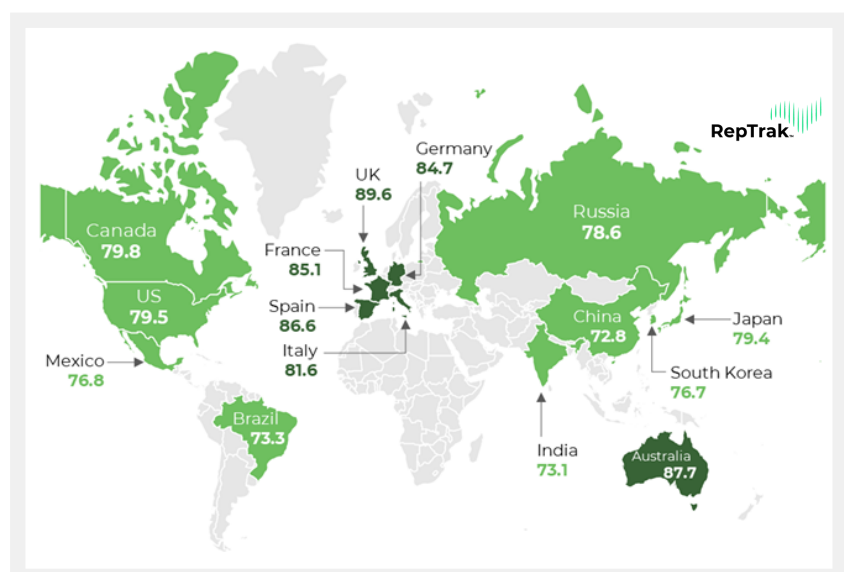 RepTrak
Germany
84.7
UK
89.6
Russia
78.6
Canada
79.8
France
85.1
US
79.5
Spain
86.6
China
72.8
Japan
79.4
Italy
81.6
Mexico
76.8
South Korea
76.7
Brazil
73.3
India
73.1
Australia
87.7